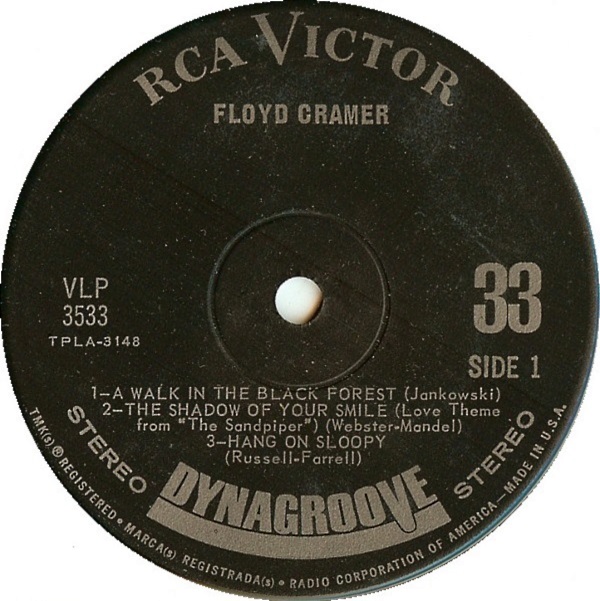 RCA VICTOR
FLOYD CRAMER
VLP
3533
TPLA-3148
33
SIDE 1
1-A WALK IN THE BLACK FOREST (Jankowski)
2-THE SHADOW OF YOUR SMILE (Love Theme
from "The Sandpiper") (Webster-Mandel)
3-HANG ON SLOOPY
(Russell-Farrell)
STEREO
DYNAGROOVE
STEREO
TMK(s) ® REGISTERED • MARCA(s) REGISTRADA(s) • RADIO CORPORATION OF AMERICA—MADE IN U.S.A.